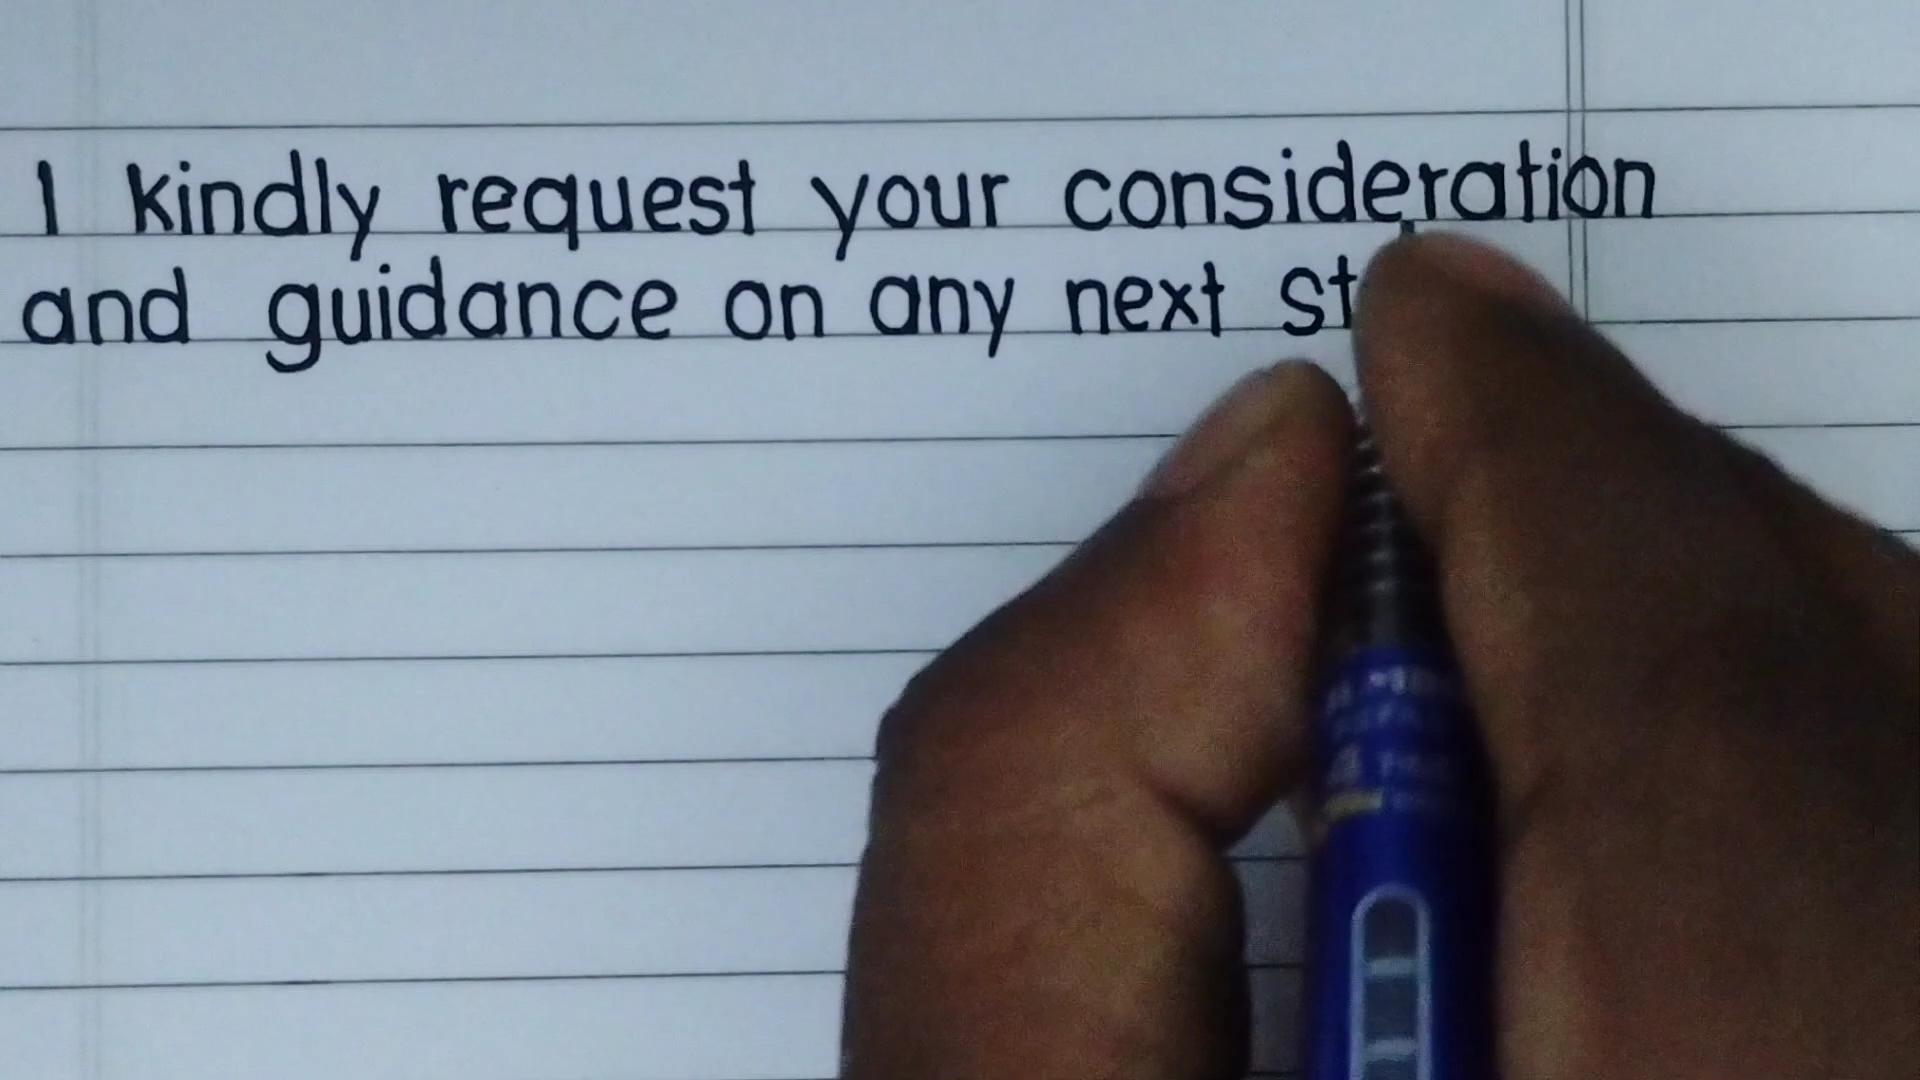 I kindly request your consideration
and guidance on any next st